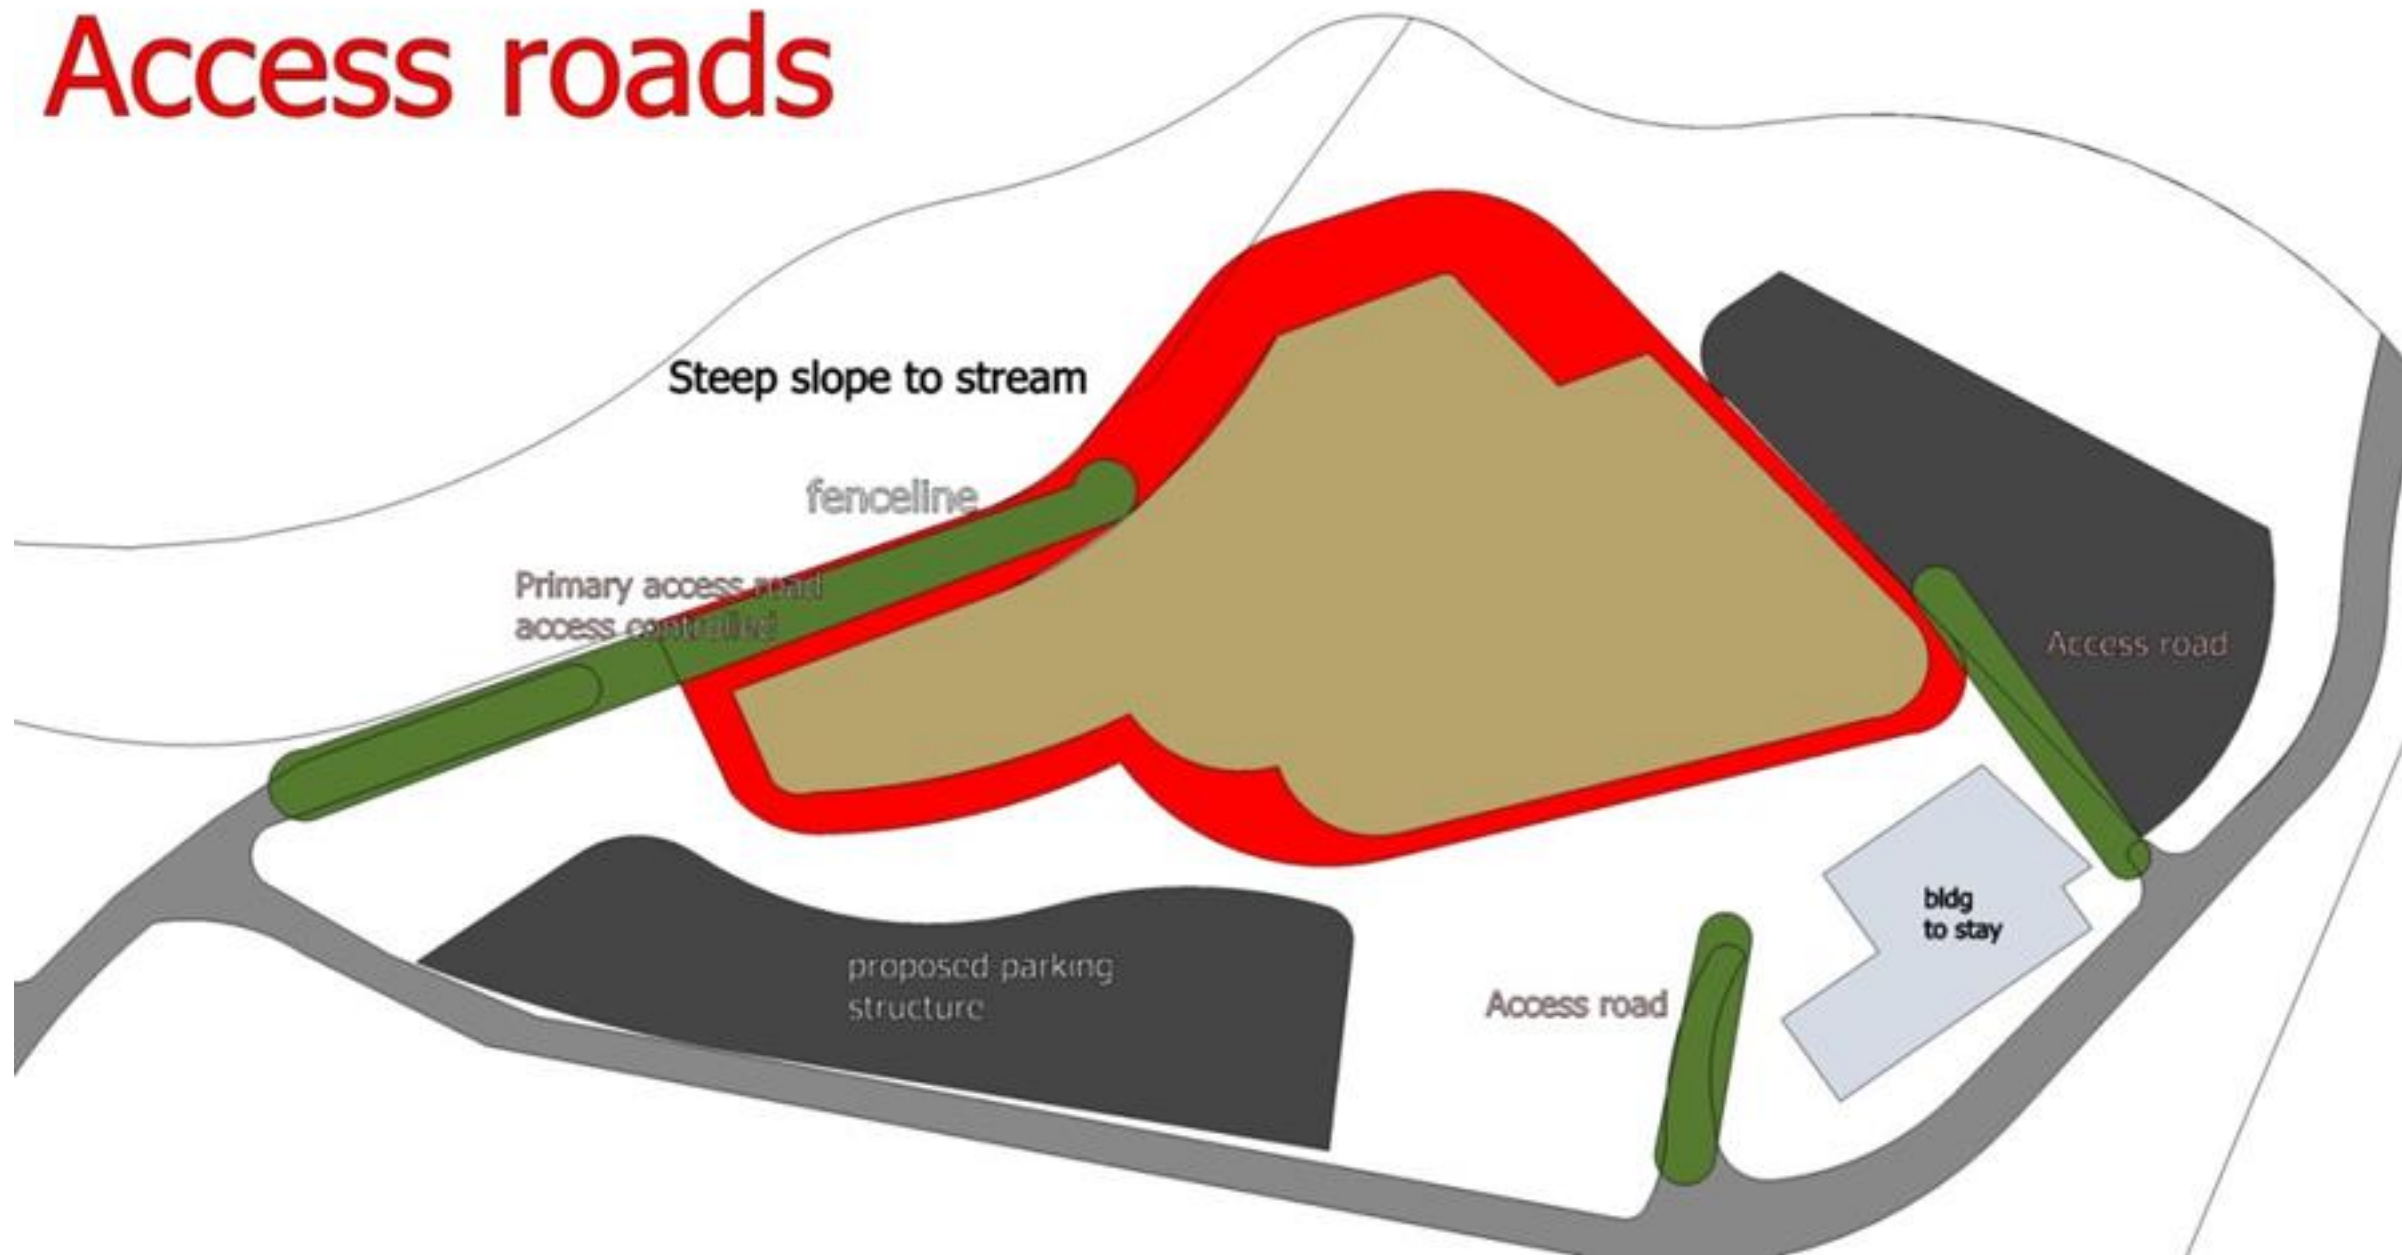 Access roads
Steep slope to stream
fenceline
Primary access road
access controlled
Access road
bldg
to stay
proposed parking
structure
Access road